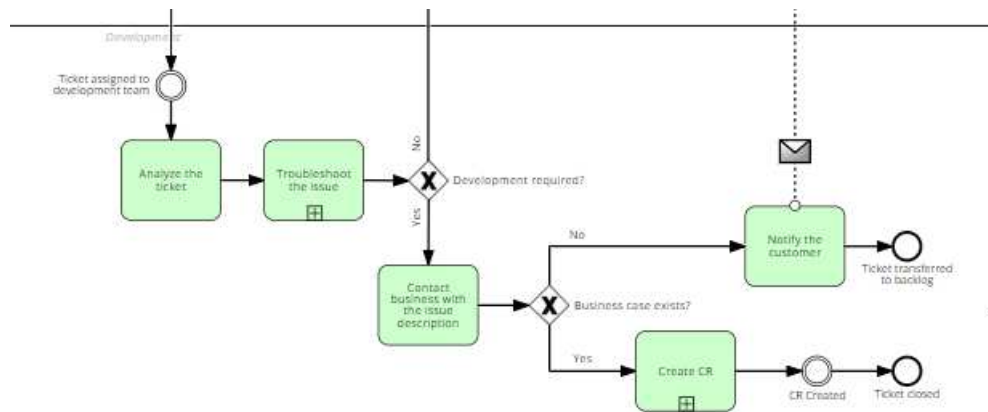 Development
Ticket assigned to
development team
Analyze the
ticket
Troubleshoot
the issue
No
Development required?
Yes
Contact
business with
the issue
description
No
Business case exists?
Yes
Notify the
customer
Ticket transferred
to backlog
Create CR
CR Created
Ticket closed